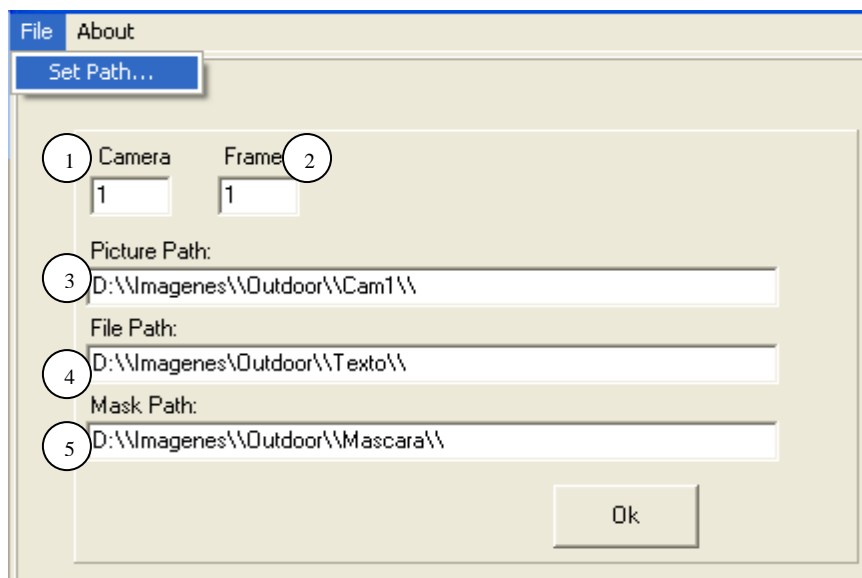 File About
Set Path...
1 Camera Frame 2
1 1
Picture Path:
3 D:\\Imagenes\\Outdoor\\Cam1\\
File Path:
4 D:\\Imagenes\Outdoor\\Texto\\
Mask Path:
5 D:\\Imagenes\\Outdoor\\Mascara\\
Ok